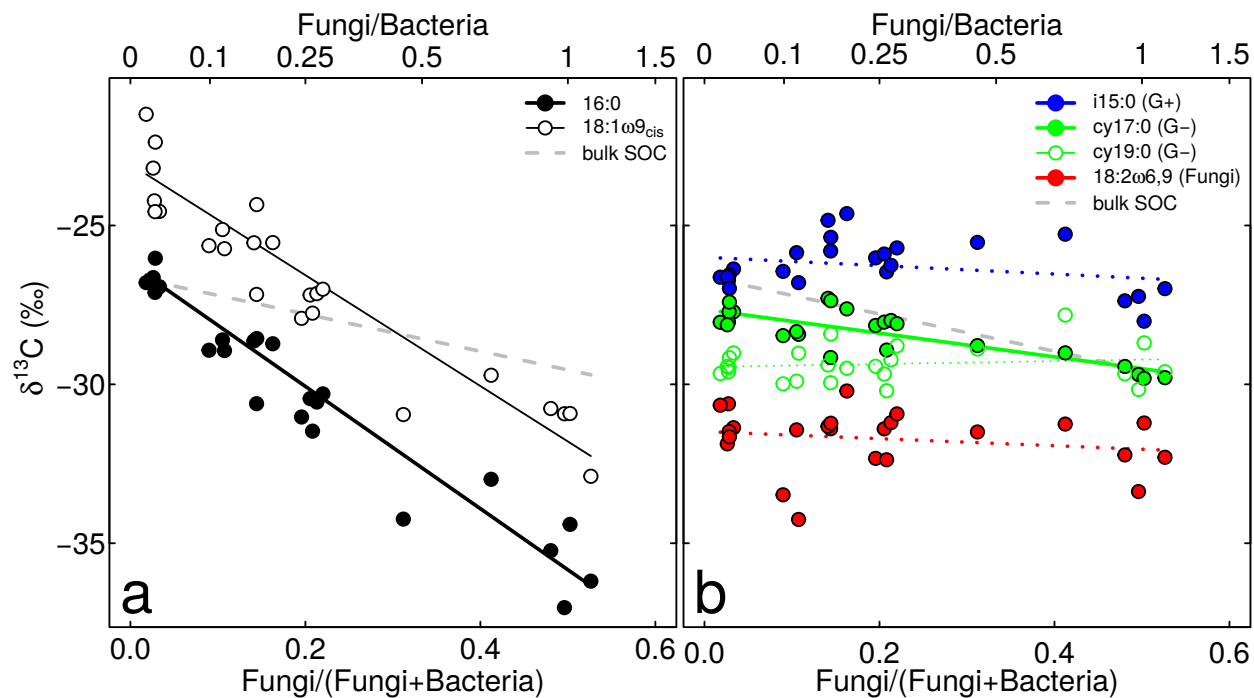 Fungi/Bacteria
0 0.1 0.25 0.5 1 1.5
16:0
18:1ω9cis
bulk SOC
δ13C (‰)
−25
−30
−35
a
0.0 0.2 0.4 0.6
Fungi/(Fungi+Bacteria)
Fungi/Bacteria
0 0.1 0.25 0.5 1 1.5
i15:0 (G+)
cy17:0 (G−)
cy19:0 (G−)
18:2ω6,9 (Fungi)
bulk SOC
b
0.0 0.2 0.4 0.6
Fungi/(Fungi+Bacteria)